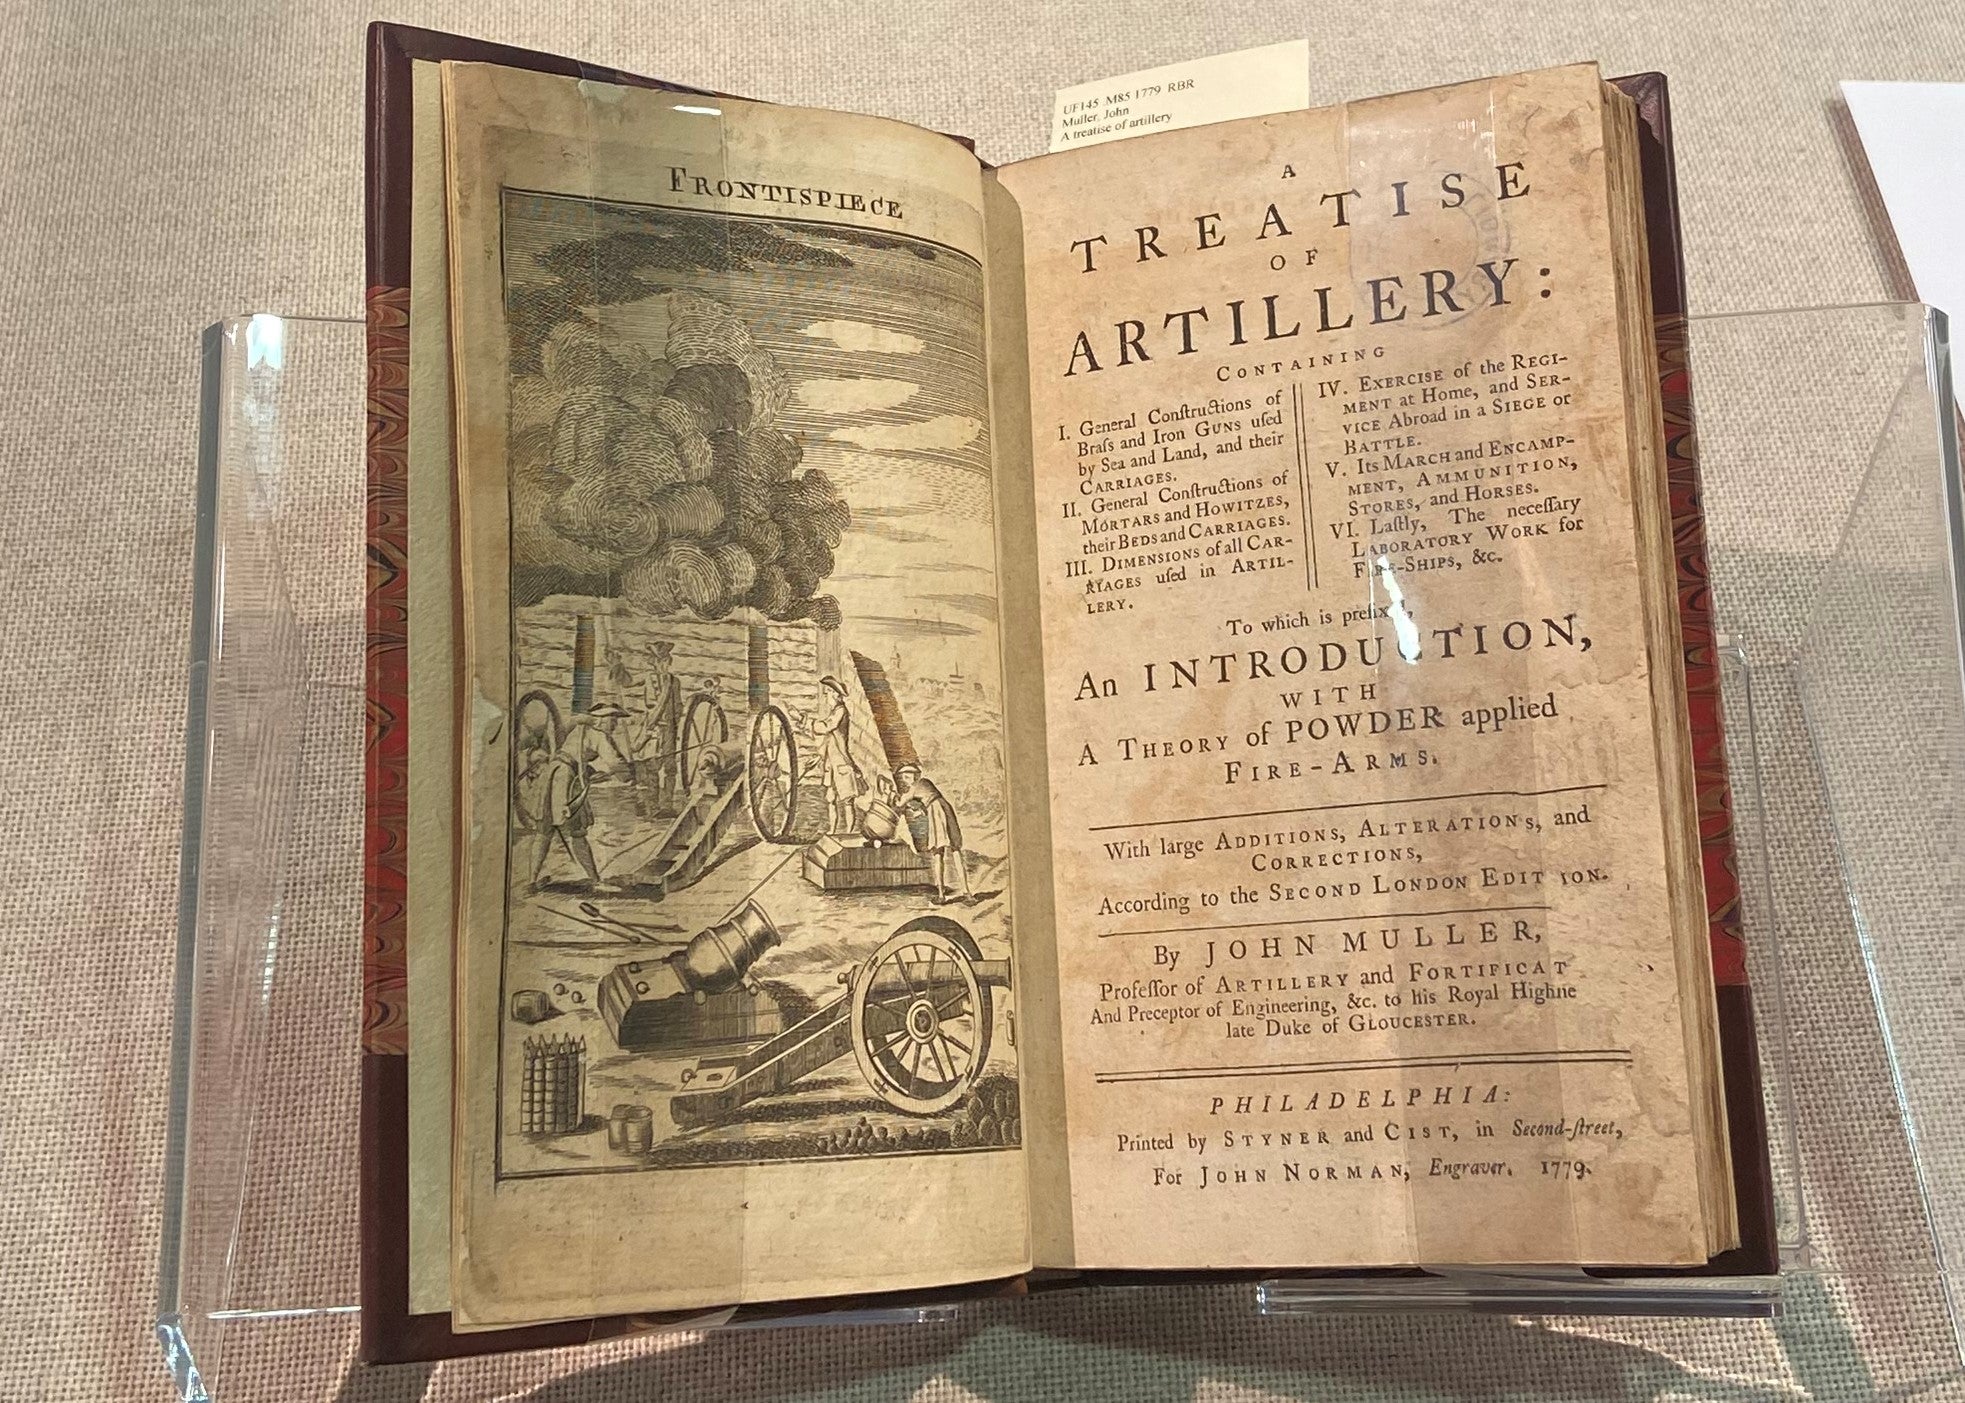 UF145 .M85 1779 RBR
Muller, John
A treatise of artillery
FRONTISPIECE
A
TREATISE
OF
ARTILLERY:
CONTAINING
I. General Conſtructions of
Braſs and Iron GUNS uſed
by Sea and Land, and their
CARRIAGES.
II. General Conſtructions of
MORTARS and HOWITZES,
their BEDS and CARRIAGES.
III. DIMENSIONS of all CAR-
RIAGES uſed in ARTIL-
LERY.
IV. EXERCISE of the REGI-
MENT at Home, and SER-
VICE Abroad in a SIEGE or
BATTLE.
V. Its MARCH and ENCAMP-
MENT, AMMUNITION,
STORES, and HORSES.
VI. Laſtly, The neceſſary
LABORATORY WORK for
FIRE-SHIPS, &c.
To which is prefixed,
An INTRODUCTION,
WITH
A THEORY of POWDER applied
FIRE-ARMS.
With large ADDITIONS, ALTERATIONS, and
CORRECTIONS,
According to the SECOND LONDON EDITION.
By JOHN MULLER,
Profeſſor of ARTILLERY and FORTIFICAT
And Preceptor of Engineering, &c. to his Royal Highne
late Duke of GLOUCESTER.
PHILADELPHIA:
Printed by STYNER and CIST, in Second-ſtreet,
For JOHN NORMAN, Engraver. 1779.